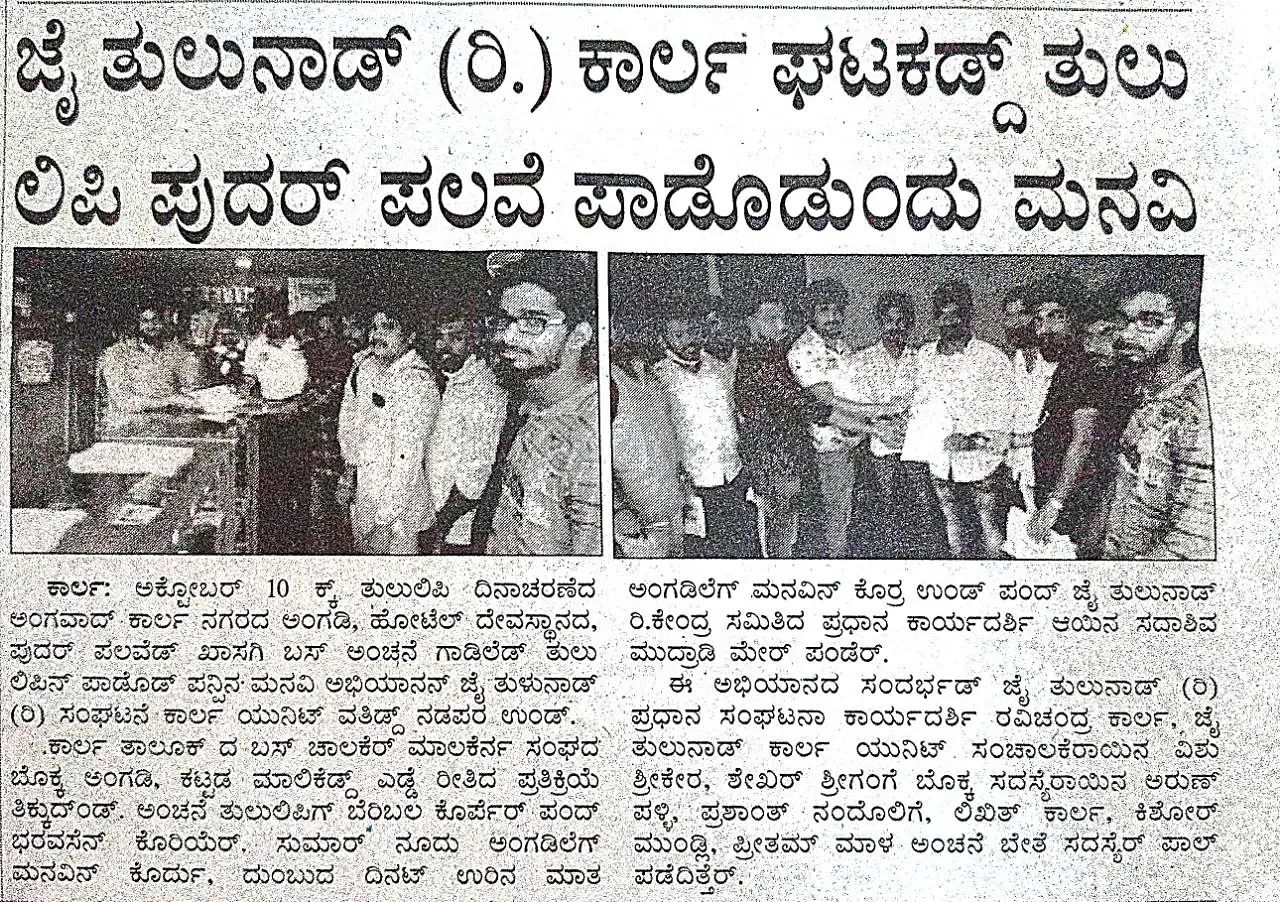 ಜೈ ತುಲುನಾಡ್ (ರಿ.) ಕಾರ್ಲ ಘಟಕಡ್ದ್ ತುಲು
ಲಿಪಿ ಪುದರ್ ಪಲವೆ ಪಾಡೊಡುಂದು ಮನವಿ
ಕಾರ್ಲ: ಅಕ್ಟೋಬರ್ 10 ಕ್ಕ್ ತುಲುಲಿಪಿ ದಿನಾಚರಣೆದ
ಅಂಗವಾದ್ ಕಾರ್ಲ ನಗರದ ಅಂಗಡಿ, ಹೋಟೆಲ್ ದೇವಸ್ಥಾನದ,
ಪುದರ್ ಪಲವೆಡ್ ಖಾಸಗಿ ಬಸ್ ಅಂಚನೆ ಗಾಡಿಲೆಡ್ ತುಲು
ಲಿಪಿನ್ ಪಾಡೊಡ್ ಪನ್ಪಿನ ಮನವಿ ಅಭಿಯಾನನ್ ಜೈ ತುಳುನಾಡ್
(ರಿ) ಸಂಘಟನೆ ಕಾರ್ಲ ಯುನಿಟ್ ವತಿಡ್ದ್ ನಡಪರ ಉಂಡ್.
ಕಾರ್ಲ ತಾಲೂಕ್ ದ ಬಸ್ ಚಾಲಕೆರ್ ಮಾಲಕೆರ್ನ ಸಂಘದ
ಬೊಕ್ಕ ಅಂಗಡಿ, ಕಟ್ಟಡ ಮಾಲಿಕೆಡ್ದ್ ಎಡ್ಡೆ ರೀತಿದ ಪ್ರತಿಕ್ರಿಯೆ
ತಿಕ್ಕುದ್ಂಡ್. ಅಂಚನೆ ತುಲುಲಿಪಿಗ್ ಬೆರಿಬಲ ಕೊರ್ಪೆರ್ ಪಂದ್
ಭರವಸೆನ್ ಕೊರಿಯೆರ್. ಸುಮಾರ್ ನೂದು ಅಂಗಡಿಲೆಗ್
ಮನವಿನ್ ಕೊರ್ದು, ದುಂಬುದ ದಿನಟ್ ಉರಿನ ಮಾತ
ಅಂಗಡಿಲೆಗ್ ಮನವಿನ್ ಕೊರ್ರ ಉಂಡ್ ಪಂದ್ ಜೈ ತುಲುನಾಡ್
ರಿ.ಕೇಂದ್ರ ಸಮಿತಿದ ಪ್ರಧಾನ ಕಾರ್ಯದರ್ಶಿ ಆಯಿನ ಸದಾಶಿವ
ಮುದ್ರಾಡಿ ಮೇರ್ ಪಂಡೆರ್.
ಈ ಅಭಿಯಾನದ ಸಂದರ್ಭಡ್ ಜೈ ತುಲುನಾಡ್ (ರಿ)
ಪ್ರಧಾನ ಸಂಘಟನಾ ಕಾರ್ಯದರ್ಶಿ ರವಿಚಂದ್ರ ಕಾರ್ಲ, ಜೈ
ತುಲುನಾಡ್ ಕಾರ್ಲ ಯುನಿಟ್ ಸಂಚಾಲಕೆರಾಯಿನ ವಿಶು
ಶ್ರೀಕೇರ, ಶೇಖರ್ ಶ್ರೀಗಂಗೆ ಬೊಕ್ಕ ಸದಸ್ಯೆರಾಯಿನ ಅರುಣ್
ಪಳ್ಳಿ, ಪ್ರಶಾಂತ್ ನಂದೊಲಿಗೆ, ಲಿಖಿತ್ ಕಾರ್ಲ, ಕಿಶೋರ್
ಮುಂಡ್ಲಿ, ಪ್ರೀತಮ್ ಮಾಳ ಅಂಚನೆ ಬೇತೆ ಸದಸ್ಯೆರ್ ಪಾಲ್
ಪಡೆದಿತ್ತೆರ್.